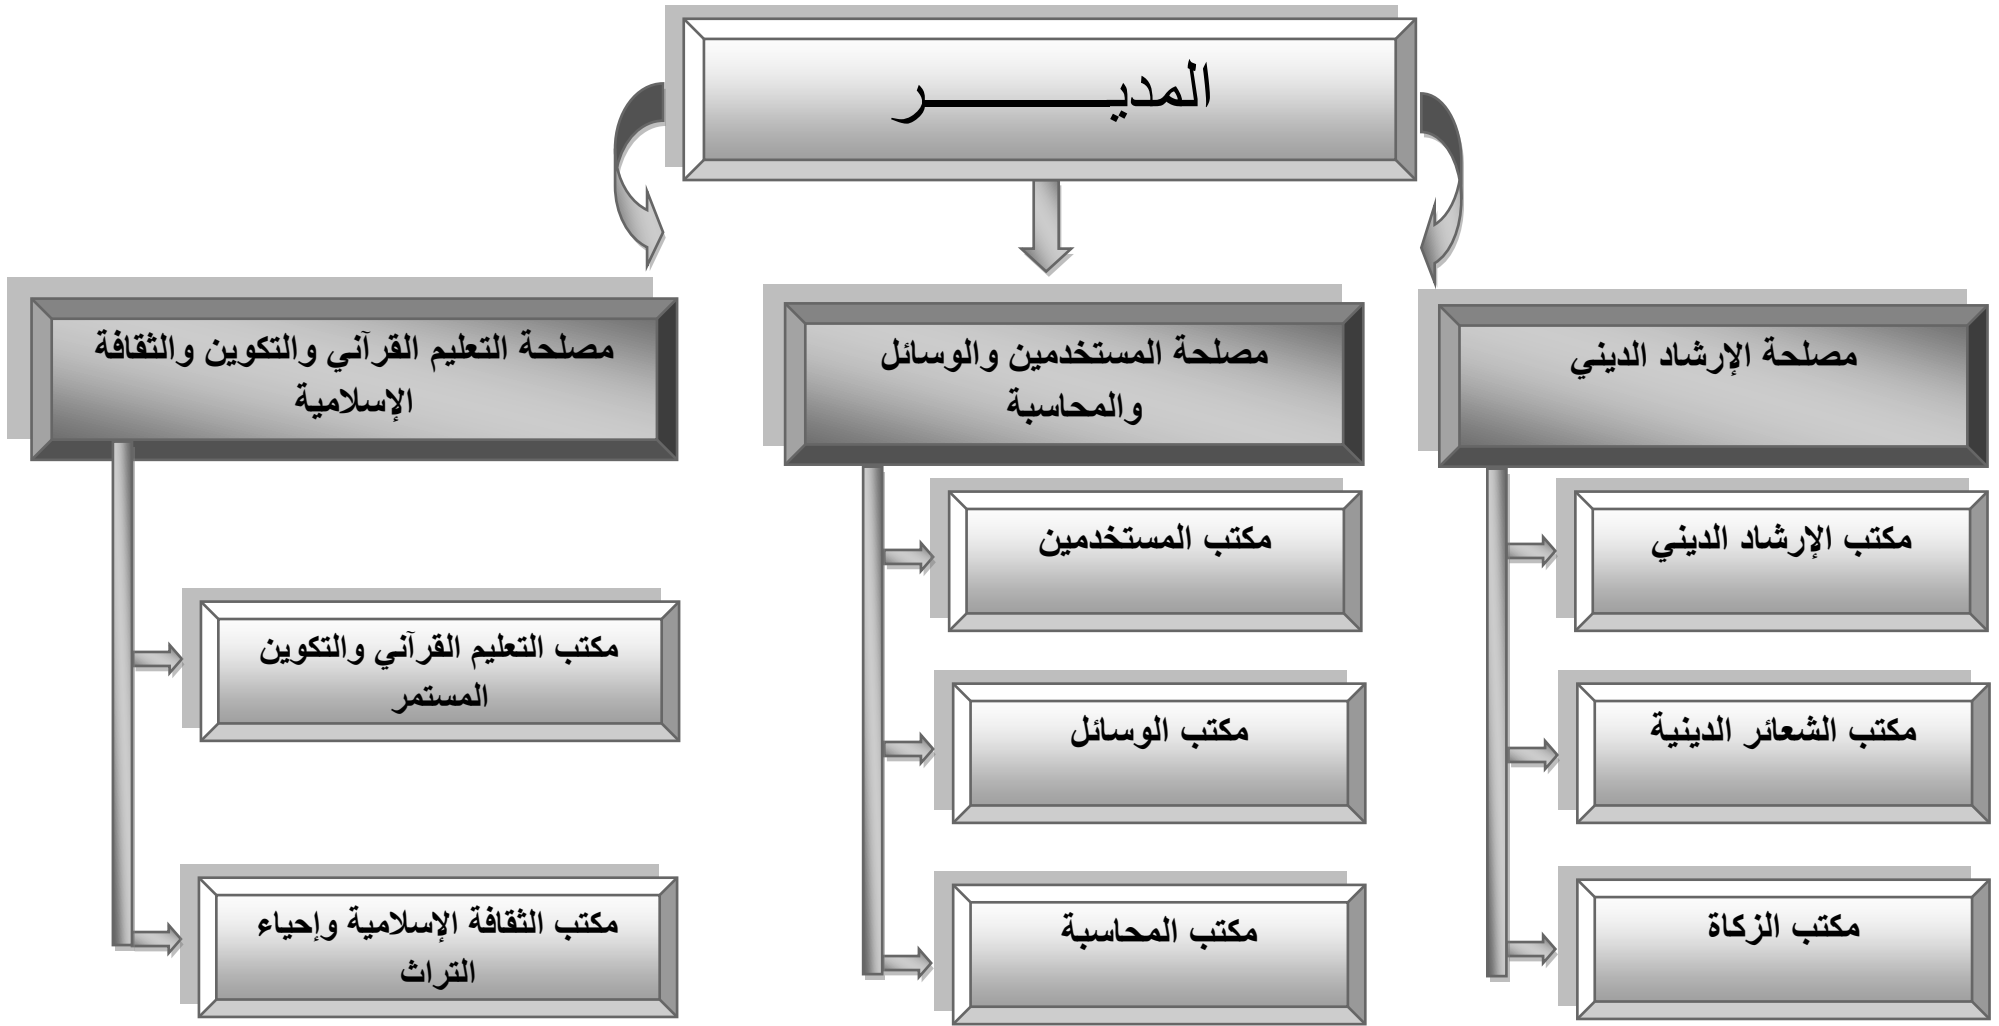 المديـــــــــــر
مصلحة الإرشاد الديني
مكتب الإرشاد الديني
مكتب الشعائر الدينية
مكتب الزكاة
مصلحة المستخدمين والوسائل
والمحاسبة
مكتب المستخدمين
مكتب الوسائل
مكتب المحاسبة
مصلحة التعليم القرآني والتكوين والثقافة
الإسلامية
مكتب التعليم القرآني والتكوين
المستمر
مكتب الثقافة الإسلامية وإحياء
التراث